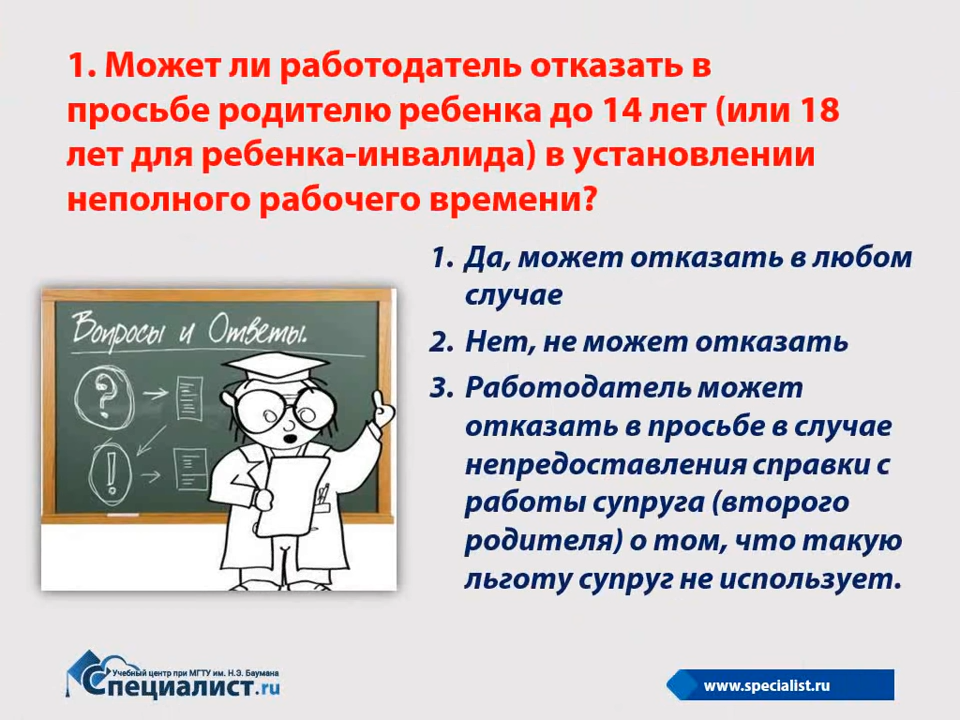 1. Может ли работодатель отказать в
просьбе родителю ребенка до 14 лет (или 18
лет для ребенка-инвалида) в установлении
неполного рабочего времени?
1. Да, может отказать в любом
случае
2. Нет, не может отказать
3. Работодатель может
отказать в просьбе в случае
непредоставления справки с
работы супруга (второго
родителя) о том, что такую
льготу супруг не использует.
Вопросы и Ответы.
?
!
Учебный центр при МГТУ им. Н.Э. Баумана
Специалист.ru
www.specialist.ru